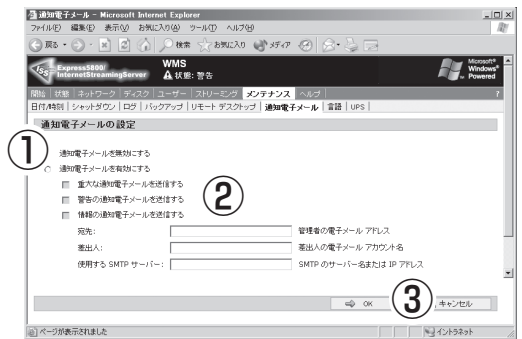 通知電子メール - Microsoft Internet Explorer
ファイル(F) 編集(E) 表示(V) お気に入り(A) ツール(T) ヘルプ(H)
戻る 検索 お気に入り メディア
Express5800/
InternetStreamingServer
WMS
状態: 警告
Microsoft®
Windows®
Powered
開始 | 状態 | ネットワーク | ディスク | ユーザー | ストリーミング | メンテナンス | ヘルプ | ?
日付/時刻 | シャットダウン | ログ | バックアップ | リモート デスクトップ | 通知電子メール | 言語 | UPS |
通知電子メールの設定
①
通知電子メールを無効にする
通知電子メールを有効にする
重大な通知電子メールを送信する
警告の通知電子メールを送信する
②
情報の通知電子メールを送信する
宛先: 管理者の電子メール アドレス
差出人: 差出人の電子メール アカウント名
使用する SMTP サーバー: SMTP のサーバー名または IP アドレス
OK ③ キャンセル
ページが表示されました イントラネット